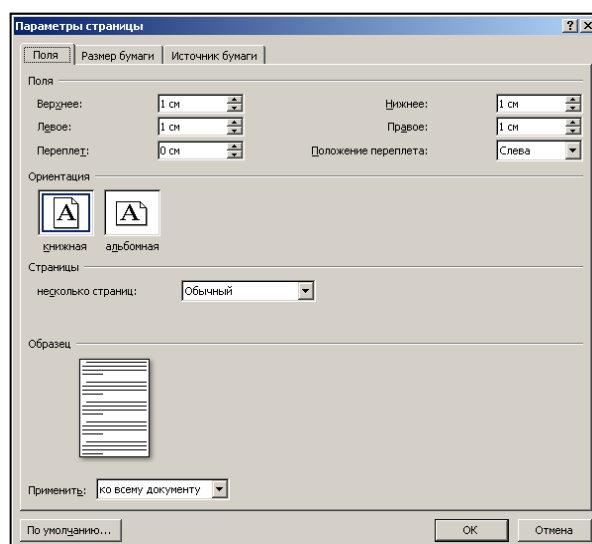 Параметры страницы
Поля Размер бумаги Источник бумаги
Поля
Верхнее: 1 см Нижнее: 1 см
Левое: 1 см Правое: 1 см
Переплет: 0 см Положение переплета: Слева
Ориентация
A A
книжная альбомная
Страницы
несколько страниц: Обычный
Образец
Применить: ко всему документу
По умолчанию... ОК Отмена